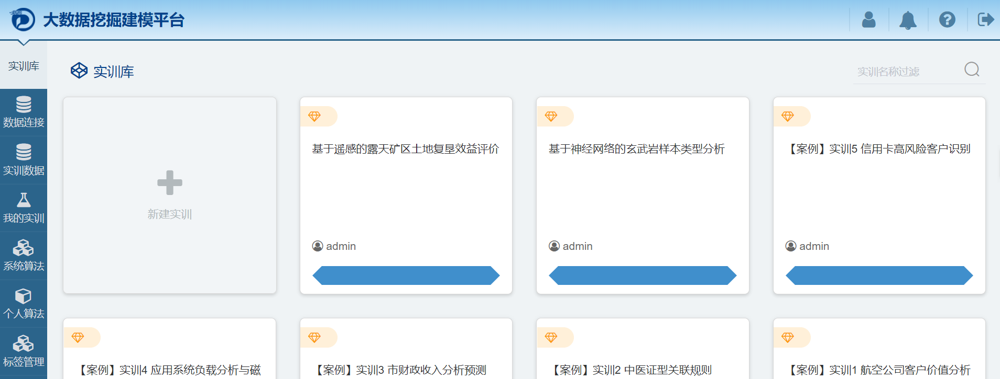 大数据挖掘建模平台
实训库
实训库
实训名称过滤
数据连接
实训数据
我的实训
系统算法
个人算法
标签管理
新建实训
基于遥感的露天矿区土地复垦效益评价
admin
基于神经网络的玄武岩样本类型分析
admin
【案例】实训5 信用卡高风险客户识别
admin
【案例】实训4 应用系统负载分析与磁
【案例】实训3 市财政收入分析预测
【案例】实训2 中医证型关联规则
【案例】实训1 航空公司客户价值分析